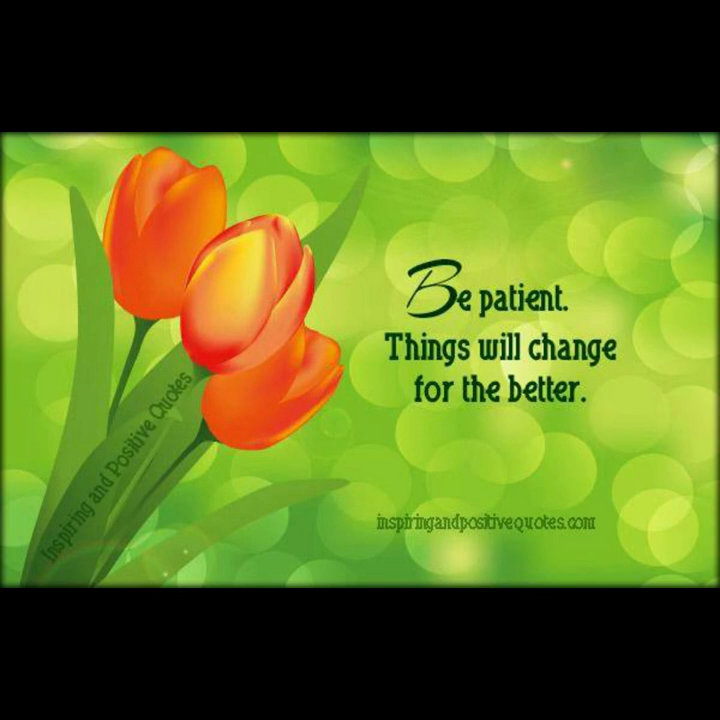 Be patient.
Things will change
for the better.
Inspiring and Positive Quotes
inspiringandpositivequotes.com